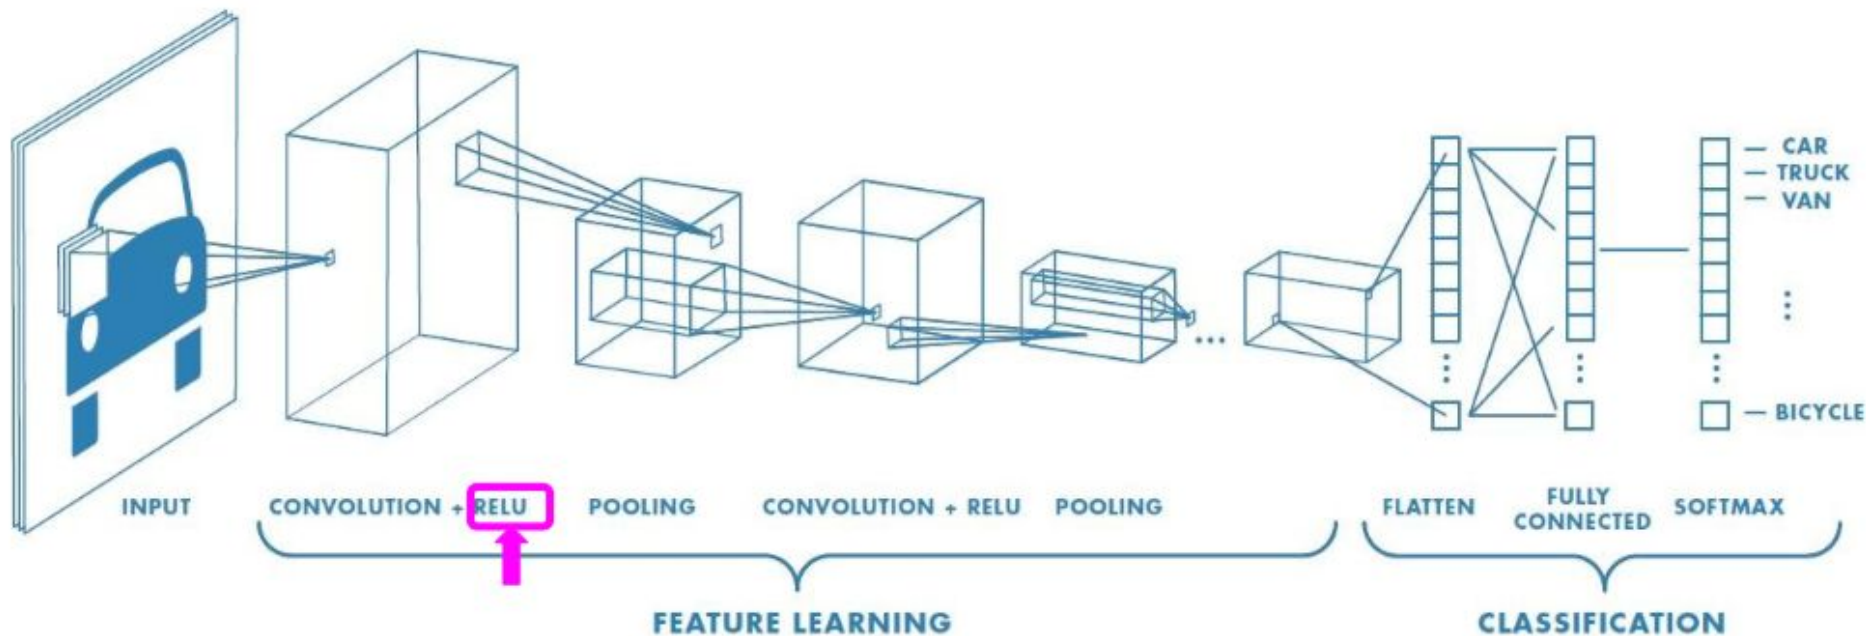 CAR
TRUCK
VAN
BICYCLE
INPUT
CONVOLUTION + RELU
POOLING
CONVOLUTION + RELU
POOLING
FLATTEN
FULLY
CONNECTED
SOFTMAX
FEATURE LEARNING
CLASSIFICATION